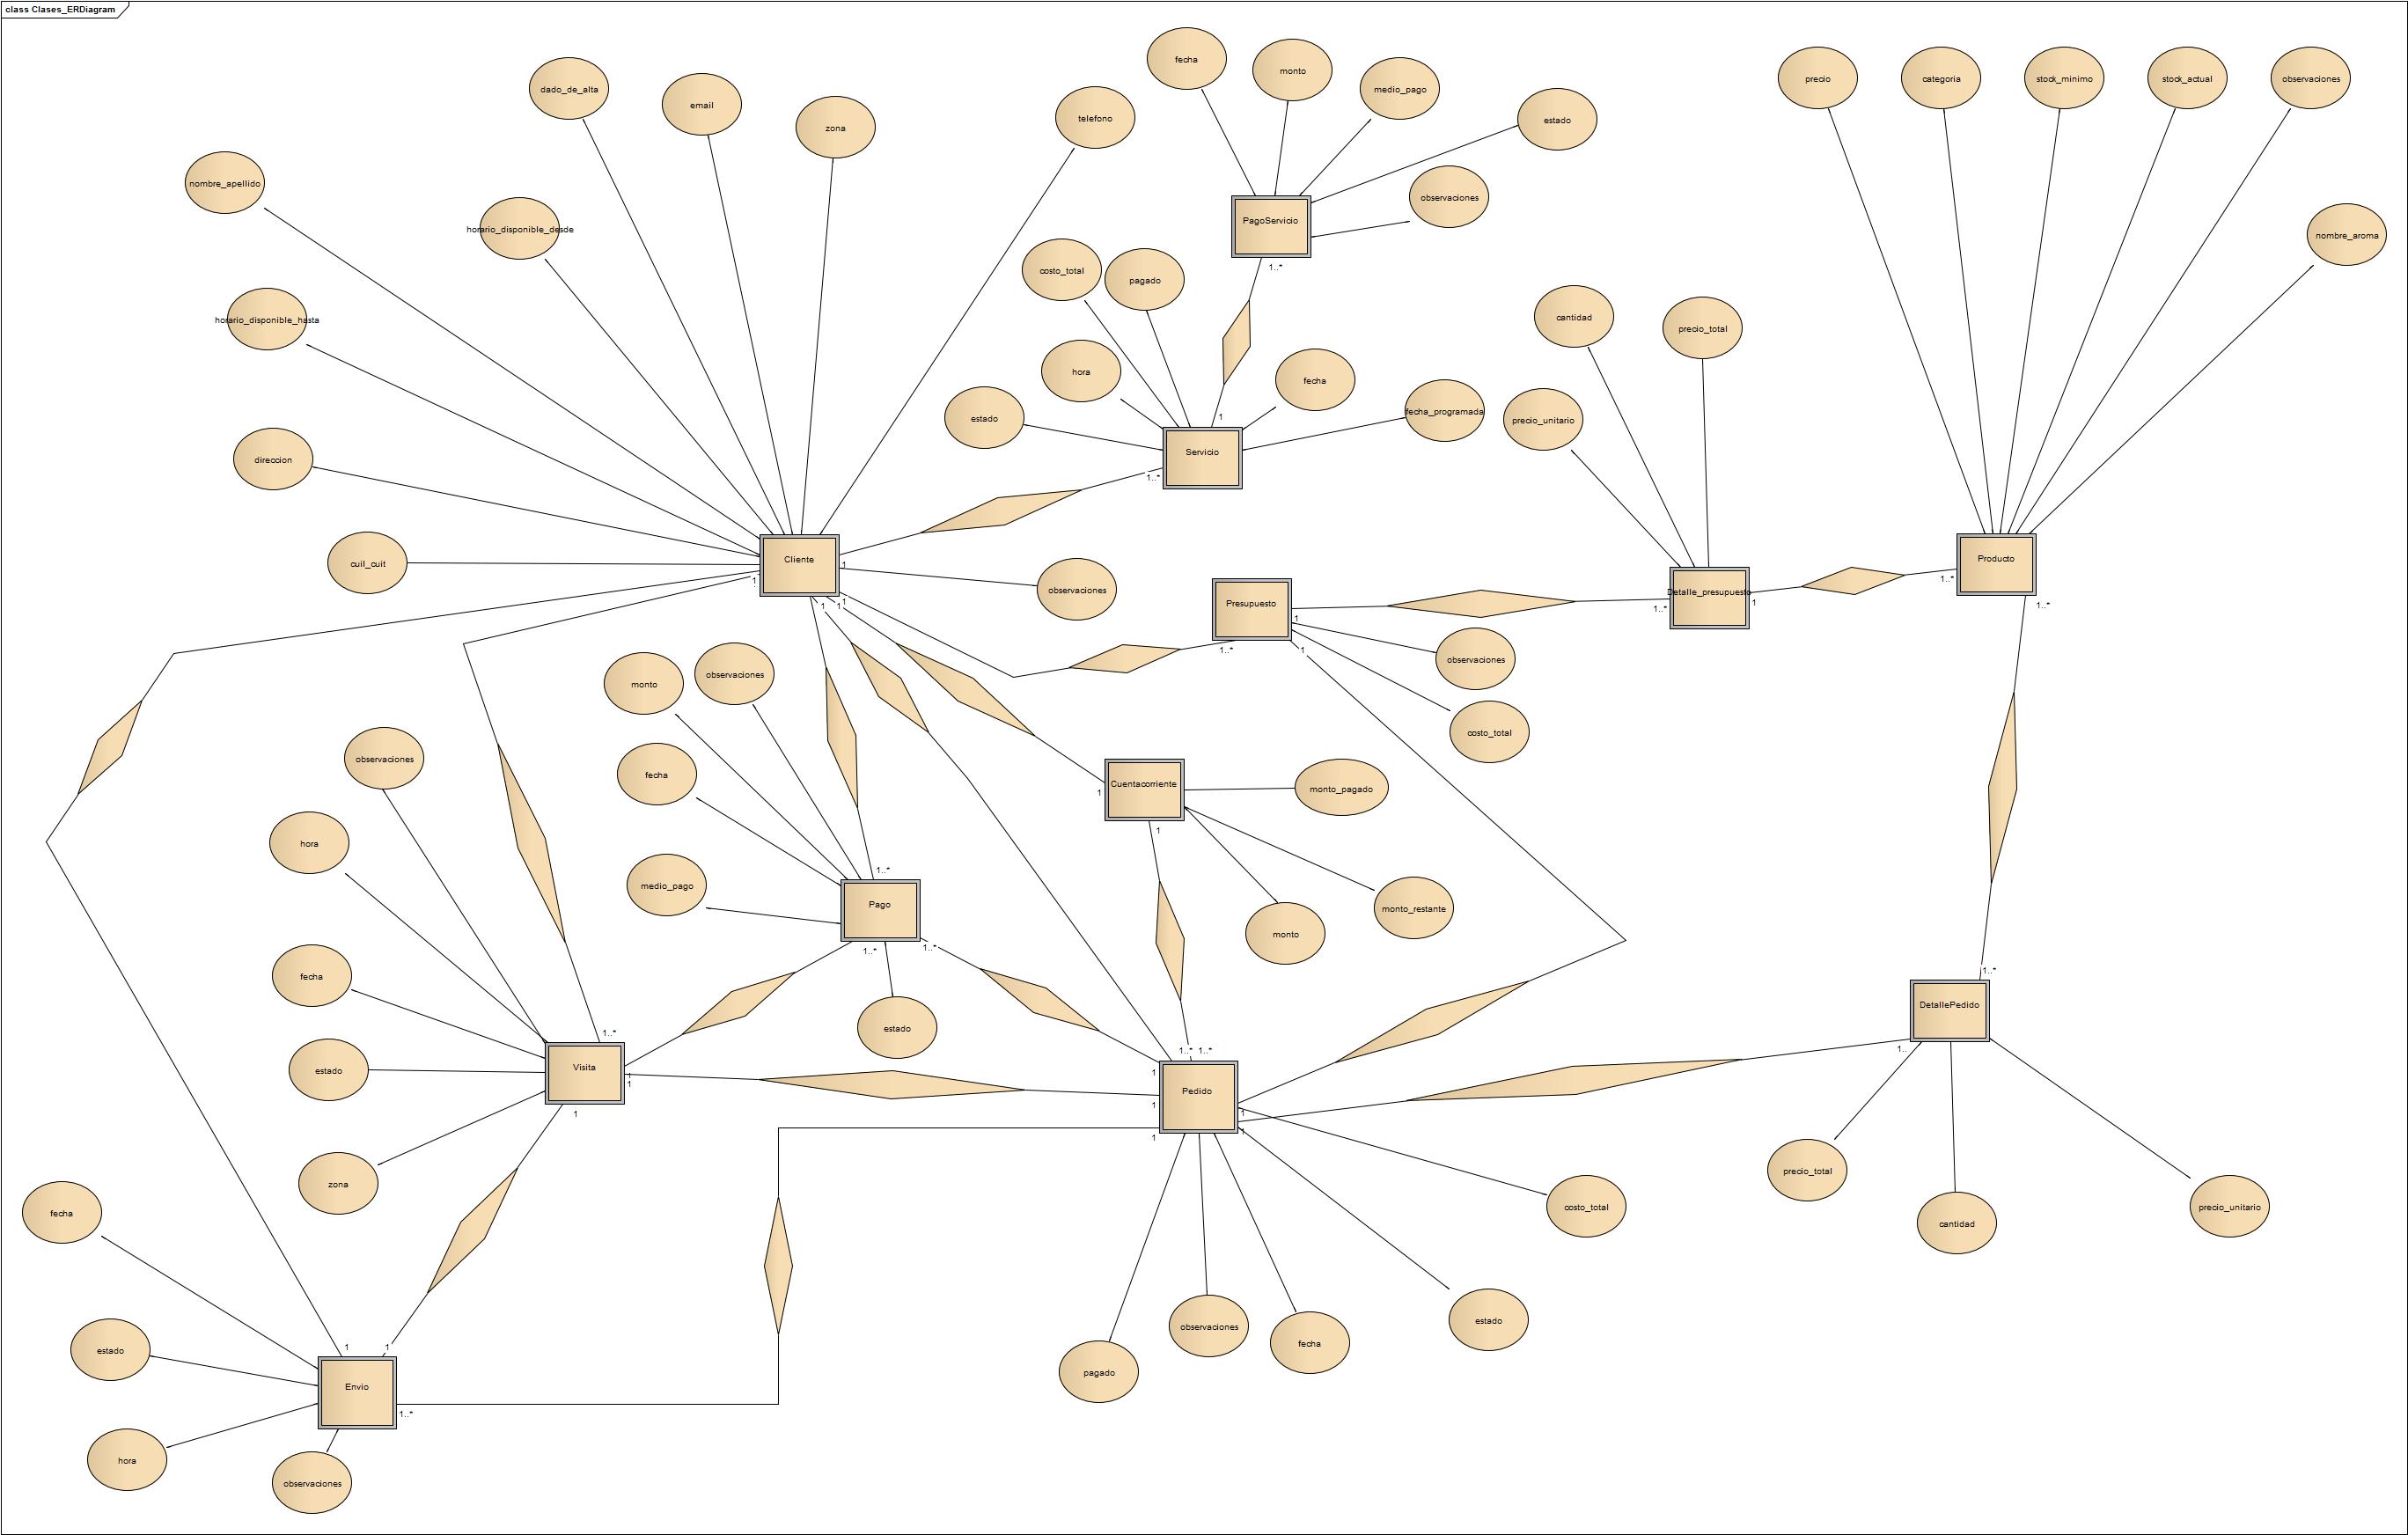 class Clases_ERDiagram
fecha
monto
medio_pago
estado
observaciones
dado_de_alta
email
zona
telefono
precio
categoria
stock_minimo
stock_actual
observaciones
nombre_apellido
horario_disponible_desde
PagoServicio
1..*
nombre_aroma
costo_total
pagado
horario_disponible_hasta
cantidad
precio_total
hora
fecha
estado
fecha_programada
precio_unitario
1
Servicio
1..*
direccion
cuil_cuit
Cliente
1
1
1
1
1
observaciones
Presupuesto
1
1..*
1
Detalle_presupuesto
1..*
1
Producto
1..*
1..*
observaciones
costo_total
monto
observaciones
fecha
medio_pago
observaciones
hora
fecha
estado
zona
Cuentacorriente
1
1
monto_pagado
monto_restante
monto
1..*
Pago
1..*
1..*
estado
1..*
Visita
1
1
1
1..*
1..*
Pedido
1
1
1
1
1
1..*
DetallePedido
1..
precio_total
cantidad
precio_unitario
costo_total
estado
fecha
observaciones
pagado
fecha
estado
hora
observaciones
1
1
Envio
1..*